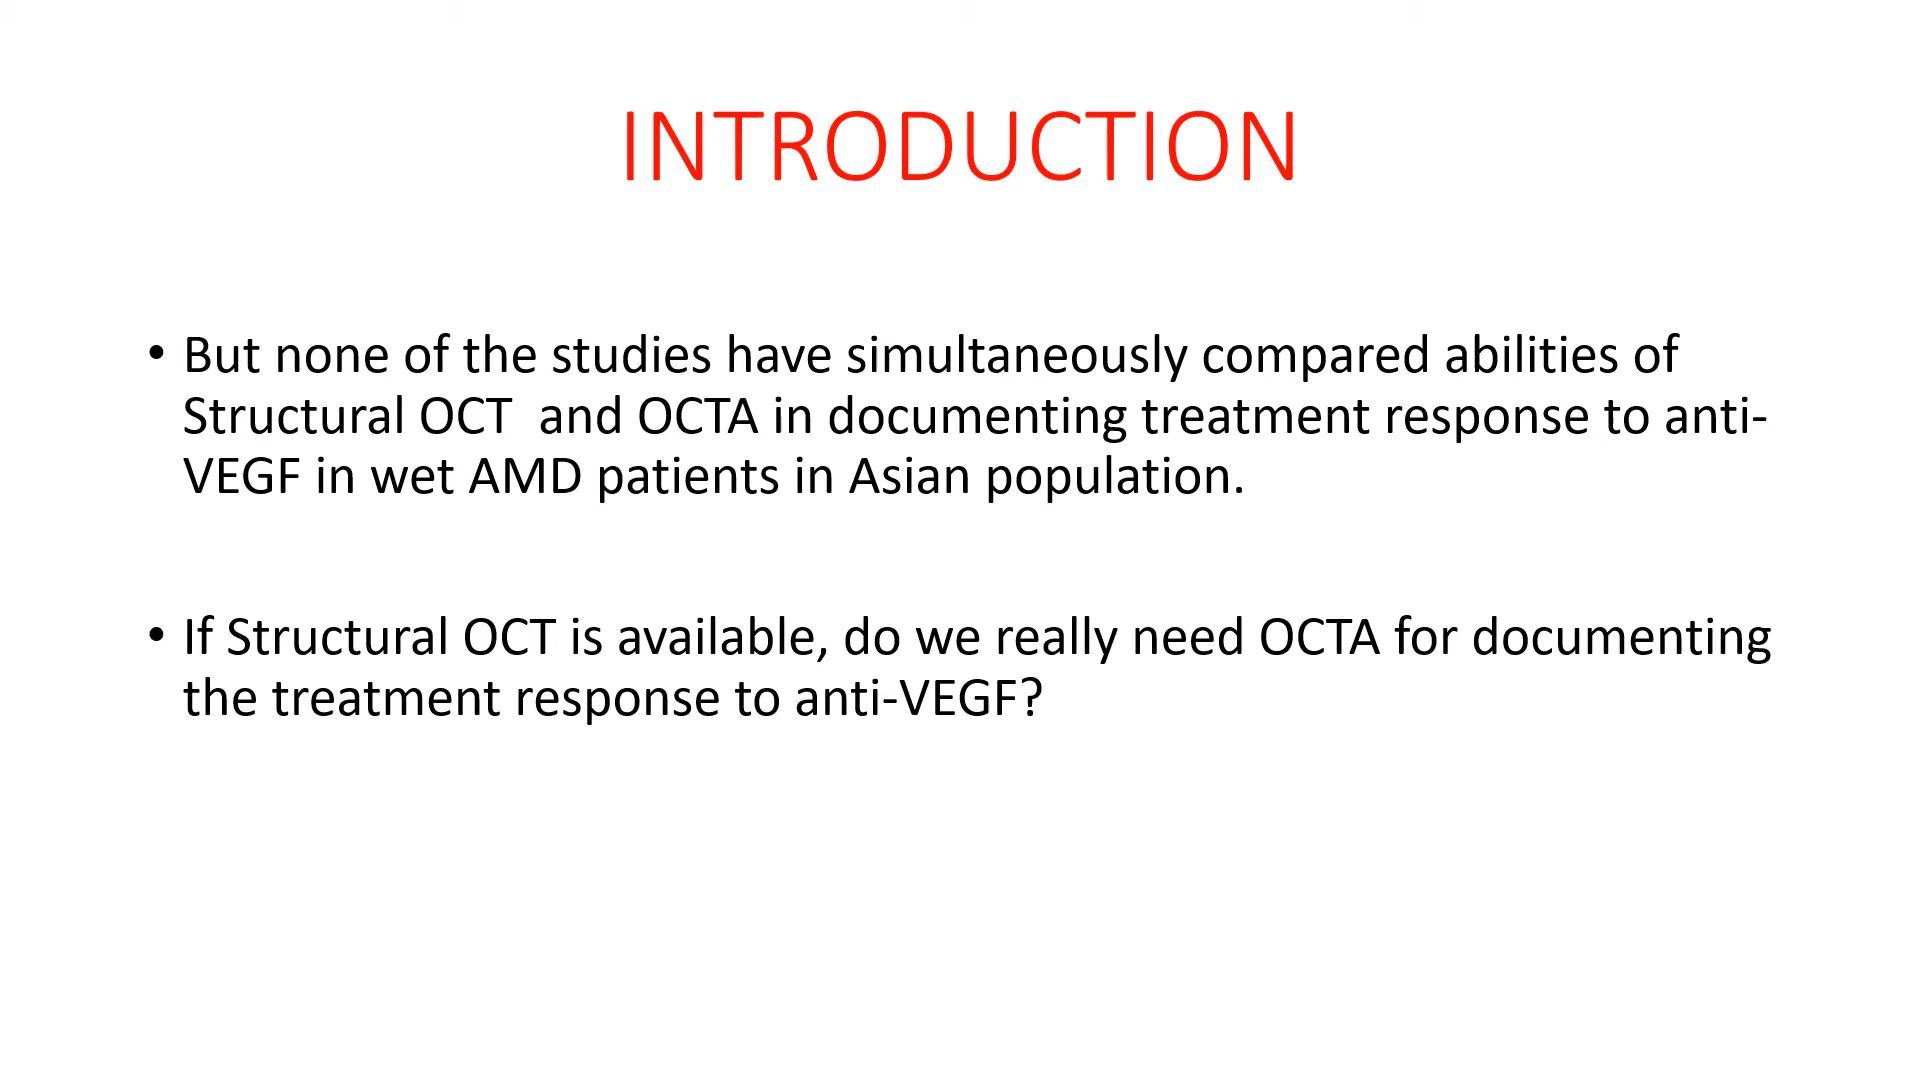 INTRODUCTION
• But none of the studies have simultaneously compared abilities of
Structural OCT  and OCTA in documenting treatment response to anti-
VEGF in wet AMD patients in Asian population.
• If Structural OCT is available, do we really need OCTA for documenting
the treatment response to anti-VEGF?